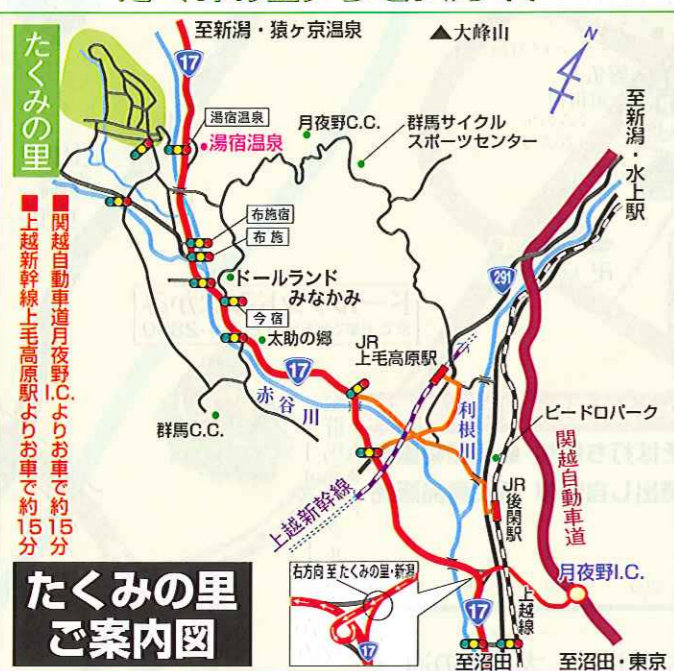 至新潟・猿ヶ京温泉
▲大峰山
N
たくみの里
17
湯宿温泉
湯宿温泉
月夜野C.C.
群馬サイクル
スポーツセンター
至新潟・水上駅
布施宿
布施
ドールランド
みなかみ
291
今宿
太助の郷
JR
上毛高原駅
17
赤谷川
利根川
ビードロパーク
群馬C.C.
関越自動車道
上越新幹線
JR
後閑駅
■関越自動車道月夜野I.C.よりお車で約15分
■上越新幹線上毛高原駅よりお車で約15分
月夜野I.C.
上越線
右方向 至 たくみの里・新潟
17
17
たくみの里
ご案内図
至沼田
至沼田・東京